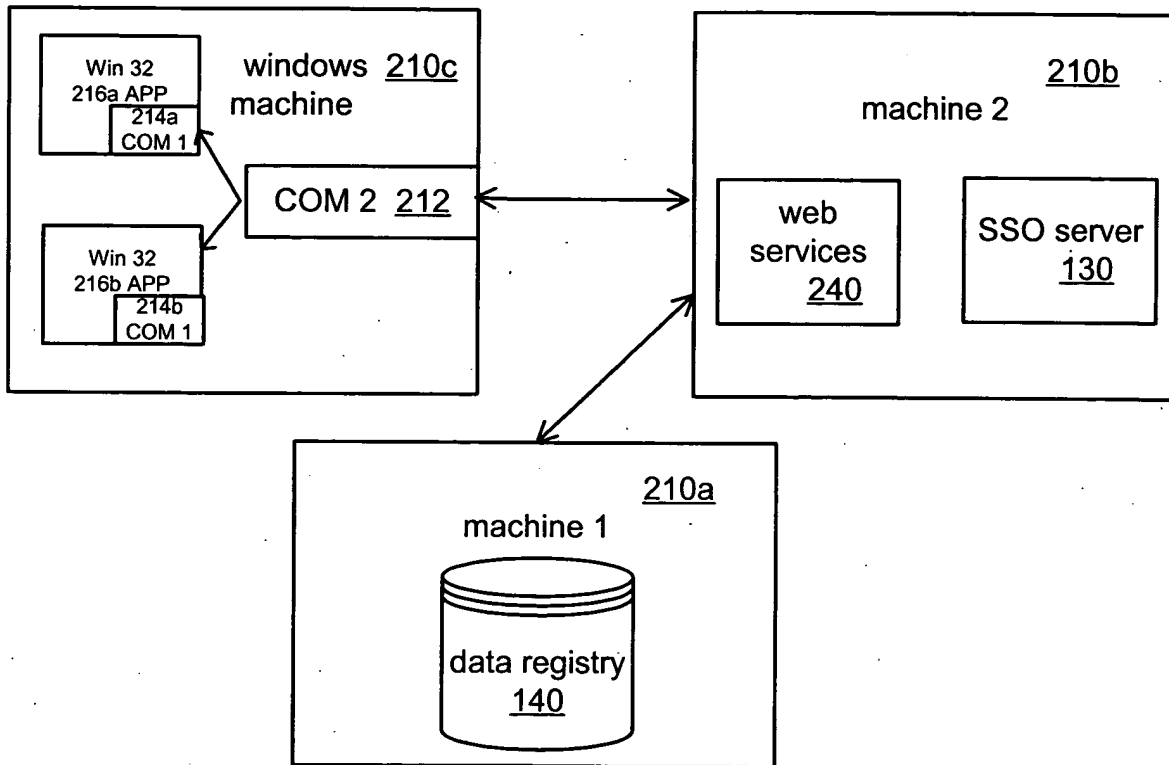 Win 32
216a APP
214a
COM 1
windows 210c
machine
COM 2 212
Win 32
216b APP
214b
COM 1
210b
machine 2
web
services
240
SSO server
130
210a
machine 1
data registry
140